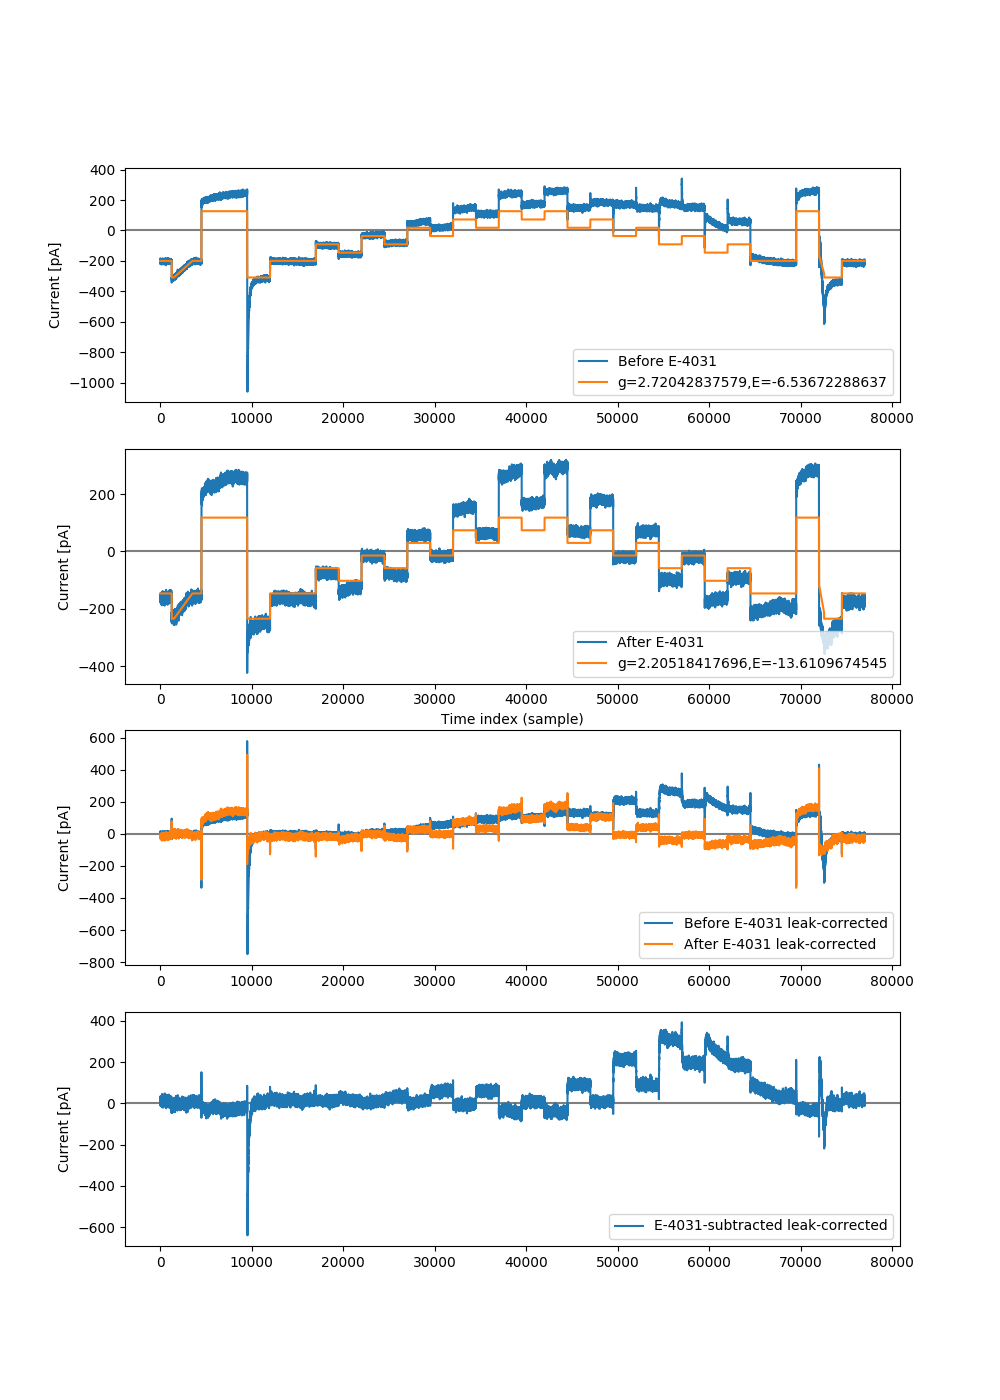 400
200
0
−200
−400
−600
−800
−1000
Current [pA]
Before E-4031
g=2.72042837579,E=-6.53672288637
0 10000 20000 30000 40000 50000 60000 70000 80000
200
0
−200
−400
Current [pA]
After E-4031
g=2.20518417696,E=-13.6109674545
0 10000 20000 30000 40000 50000 60000 70000 80000
Time index (sample)
600
400
200
0
−200
−400
−600
−800
Current [pA]
Before E-4031 leak-corrected
After E-4031 leak-corrected
0 10000 20000 30000 40000 50000 60000 70000 80000
400
200
0
−200
−400
−600
Current [pA]
E-4031-subtracted leak-corrected
0 10000 20000 30000 40000 50000 60000 70000 80000